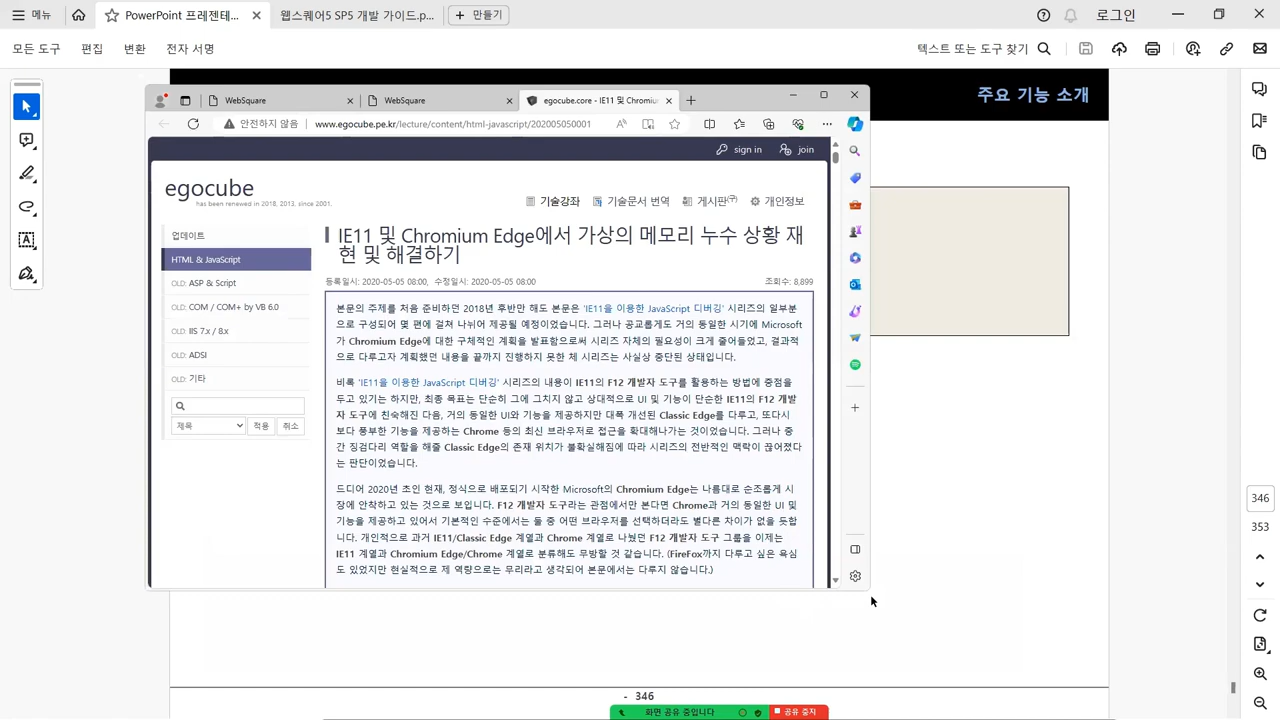 메뉴
PowerPoint 프레젠테...
웹스퀘어5 SP5 개발 가이드.p...
만들기
로그인
모든 도구
편집
변환
전자 서명
텍스트 또는 도구 찾기
주요 기능 소개
WebSquare
WebSquare
egocube.core - IE11 및 Chromiu
안전하지 않음
www.egocube.pe.kr/lecture/content/html-javascript/202005050001
sign in
join
egocube
has been renewed in 2018, 2013, since 2001.
기술강좌
기술문서 번역
게시판(구)
개인정보
업데이트
HTML & JavaScript
OLD: ASP & Script
OLD: COM / COM+ by VB 6.0
OLD: IIS 7.x / 8.x
OLD: ADSI
OLD: 기타
제목
적용
취소
IE11 및 Chromium Edge에서 가상의 메모리 누수 상황 재
현 및 해결하기
등록일시: 2020-05-05 08:00, 수정일시: 2020-05-05 08:00
조회수: 8,899
본문의 주제를 처음 준비하던 2018년 후반만 해도 본문은 'IE11을 이용한 JavaScript 디버깅' 시리즈의 일부분
으로 구성되어 몇 편에 걸쳐 나뉘어 제공될 예정이었습니다. 그러나 공교롭게도 거의 동일한 시기에 Microsoft
가 Chromium Edge에 대한 구체적인 계획을 발표함으로써 시리즈 자체의 필요성이 크게 줄어들었고, 결과적
으로 다루고자 계획했던 내용을 끝까지 진행하지 못한 체 시리즈는 사실상 중단된 상태입니다.
비록 'IE11을 이용한 JavaScript 디버깅' 시리즈의 내용이 IE11의 F12 개발자 도구를 활용하는 방법에 중점을
두고 있기는 하지만, 최종 목표는 단순히 그에 그치지 않고 상대적으로 UI 및 기능이 단순한 IE11의 F12 개발
자 도구에 친숙해진 다음, 거의 동일한 UI와 기능을 제공하지만 대폭 개선된 Classic Edge를 다루고, 또다시
보다 풍부한 기능을 제공하는 Chrome 등의 최신 브라우저로 접근을 확대해나가는 것이었습니다. 그러나 중
간 징검다리 역할을 해줄 Classic Edge의 존재 위치가 불확실해짐에 따라 시리즈의 전반적인 맥락이 끊어졌다
는 판단이었습니다.
드디어 2020년 초인 현재, 정식으로 배포되기 시작한 Microsoft의 Chromium Edge는 나름대로 순조롭게 시
장에 안착하고 있는 것으로 보입니다. F12 개발자 도구라는 관점에서만 본다면 Chrome과 거의 동일한 UI 및
기능을 제공하고 있어서 기본적인 수준에서는 둘 중 어떤 브라우저를 선택하더라도 별다른 차이가 없을 듯합
니다. 개인적으로 과거 IE11/Classic Edge 계열과 Chrome 계열로 나눴던 F12 개발자 도구 그룹을 이제는
IE11 계열과 Chromium Edge/Chrome 계열로 분류해도 무방할 것 같습니다. (FireFox까지 다루고 싶은 욕심
도 있었지만 현실적으로 제 역량으로는 무리라고 생각되어 본문에서는 다루지 않습니다.)
346
353
- 346
화면 공유 중입니다
공유 중지